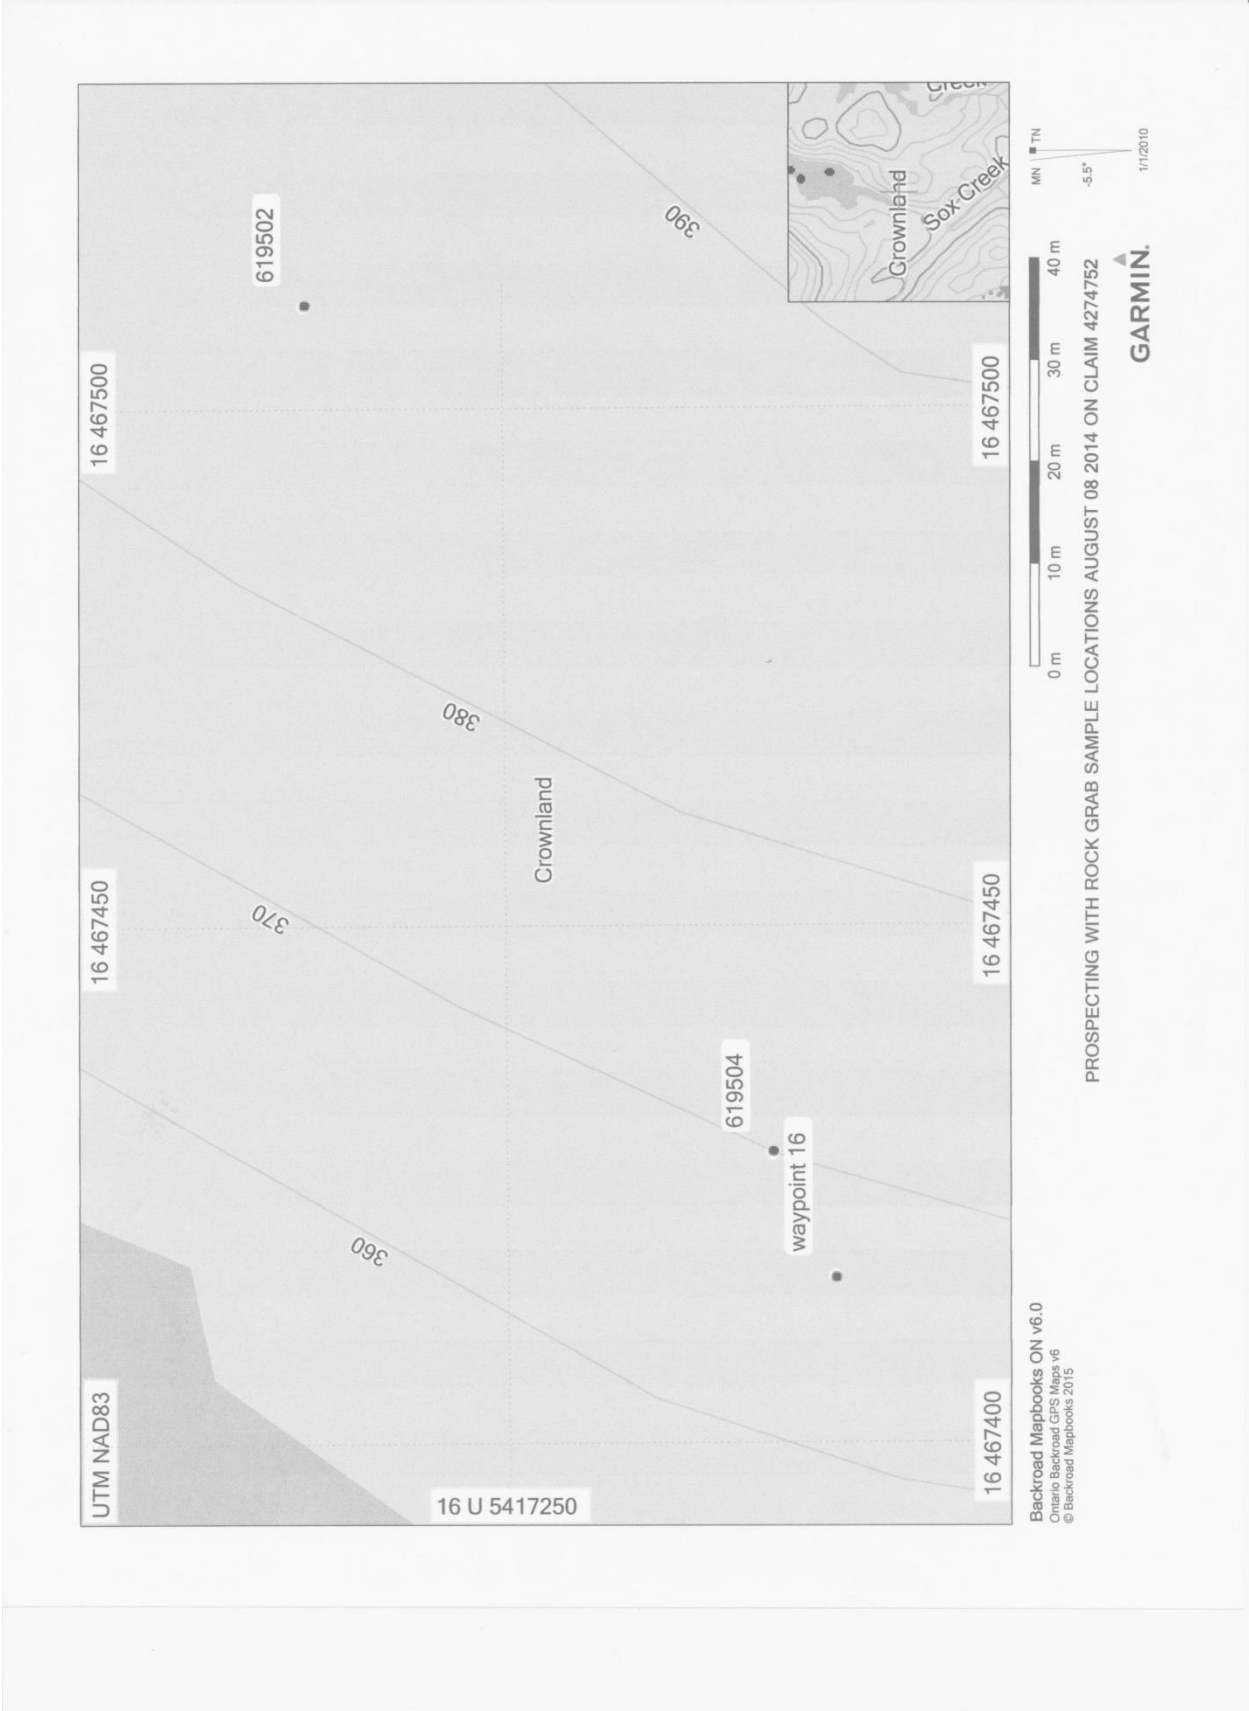 UTM NAD83
16 467450
16 467500
619502
360
370
380
390
Crownland
16 U 5417250
619504
waypoint 16
16 467400
16 467450
16 467500
Crownland
Sox Creek
Creek
Backroad Mapbooks ON v6.0
Ontario Backroad GPS Maps v6
© Backroad Mapbooks 2015
0 m
10 m
20 m
30 m
40 m
MN
TN
-5.5°
1/1/2010
PROSPECTING WITH ROCK GRAB SAMPLE LOCATIONS AUGUST 08 2014 ON CLAIM 4274752
GARMIN.